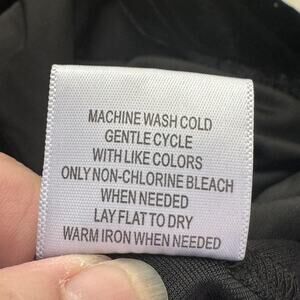 MACHINE WASH COLD
GENTLE CYCLE
WITH LIKE COLORS
ONLY NON-CHLORINE BLEACH
WHEN NEEDED
LAY FLAT TO DRY
WARM IRON WHEN NEEDED